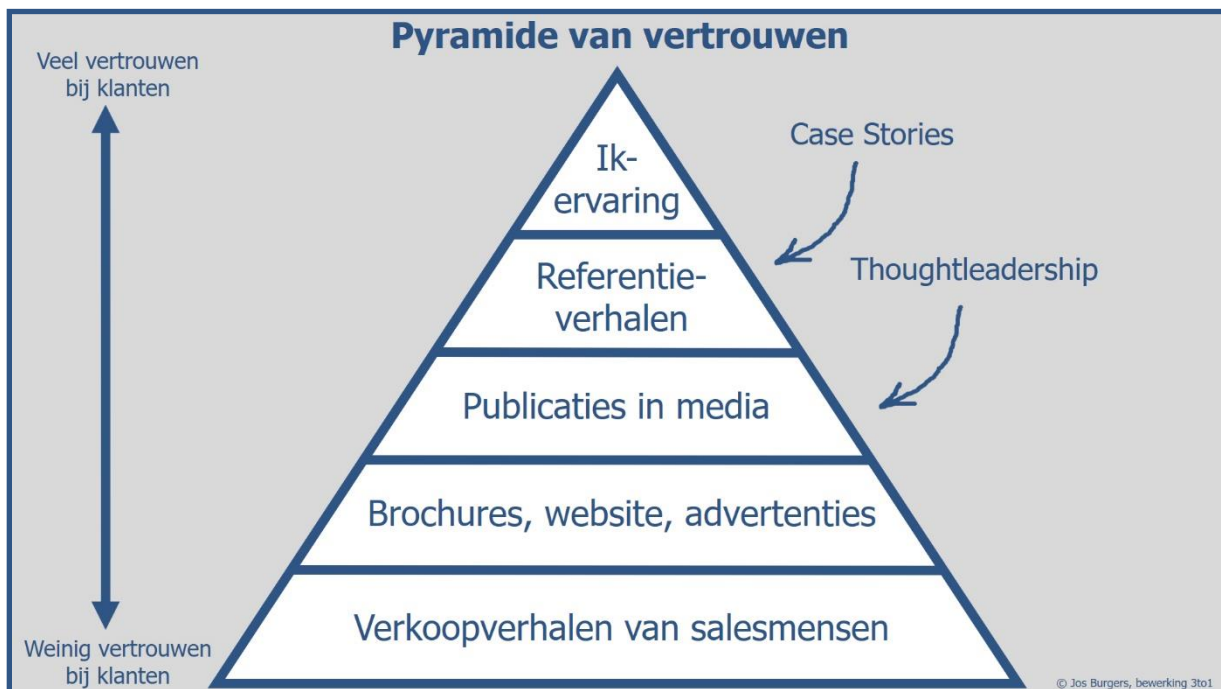 Pyramide van vertrouwen
Veel vertrouwen
bij klanten
Case Stories
Ik-
ervaring
Thoughtleadership
Referentie-
verhalen
Publicaties in media
Brochures, website, advertenties
Verkoopverhalen van salesmensen
Weinig vertrouwen
bij klanten
© Jos Burgers, bewerking 3to1